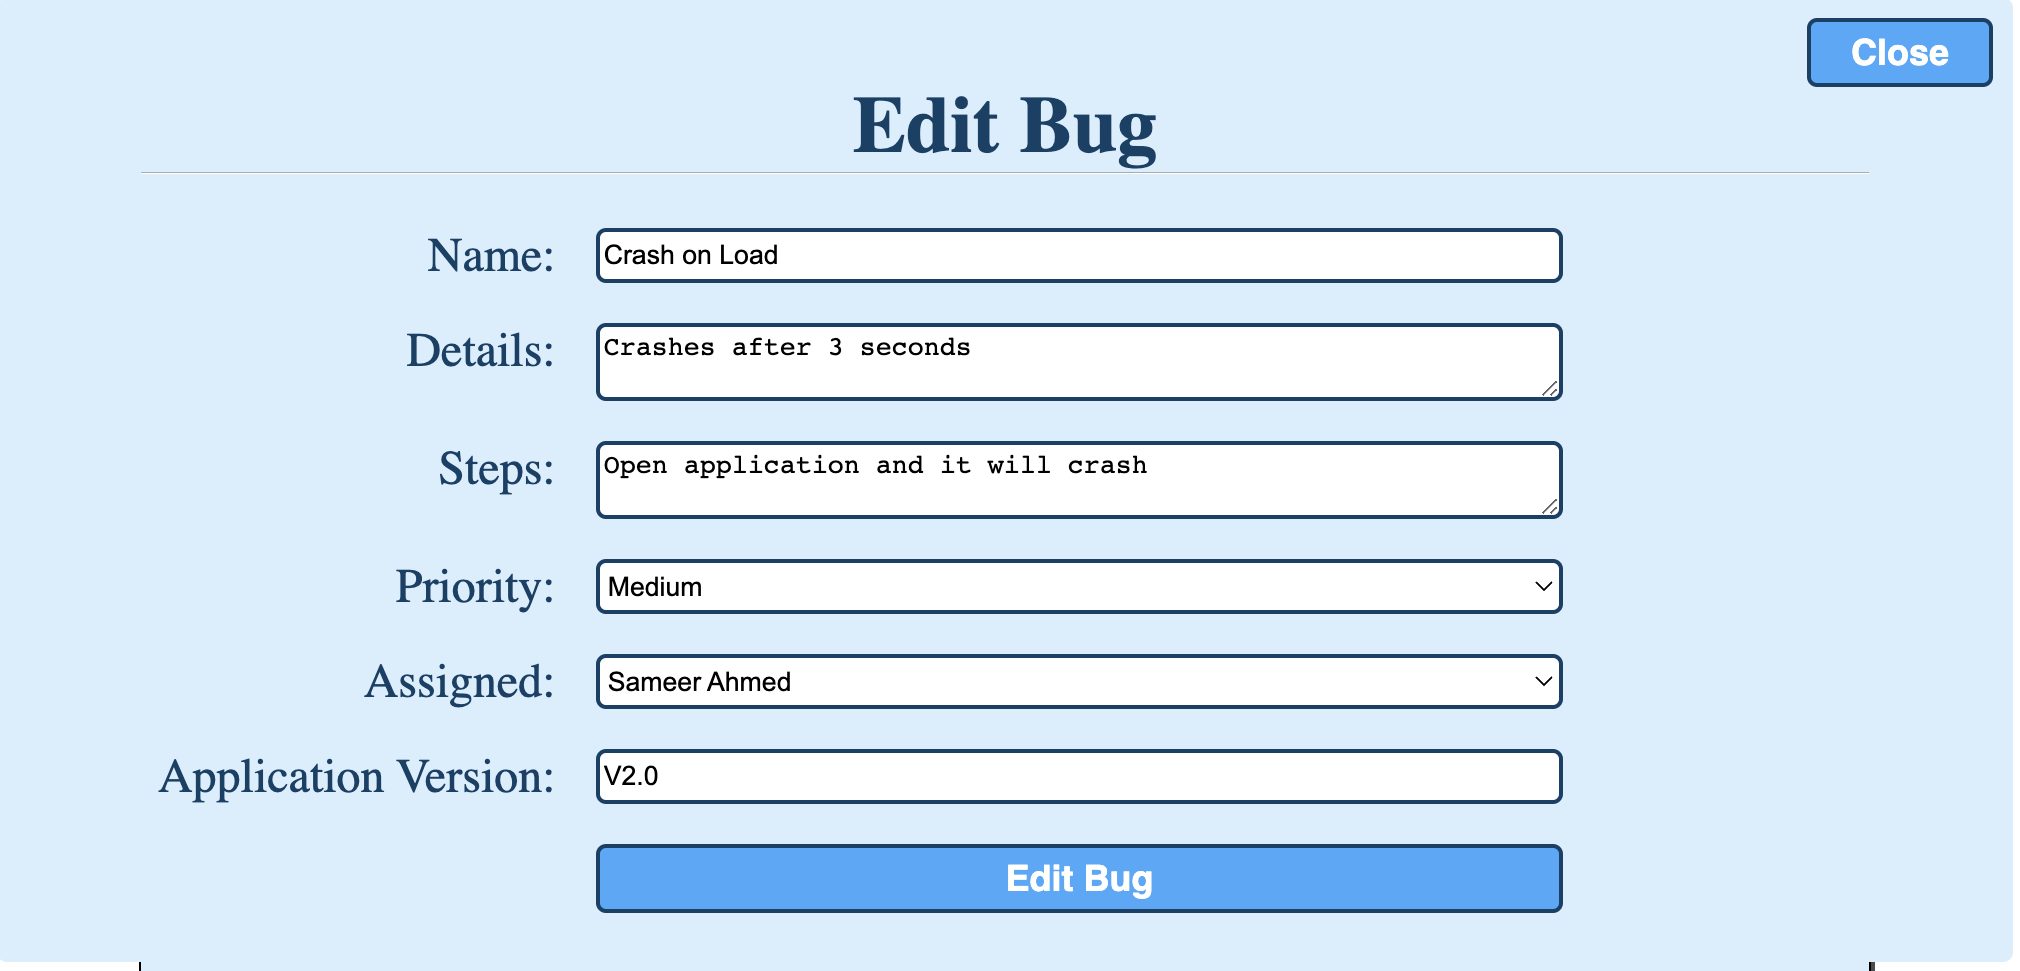 Close
Edit Bug
Name: Crash on Load
Details: Crashes after 3 seconds
Steps: Open application and it will crash
Priority: Medium
Assigned: Sameer Ahmed
Application Version: V2.0
Edit Bug